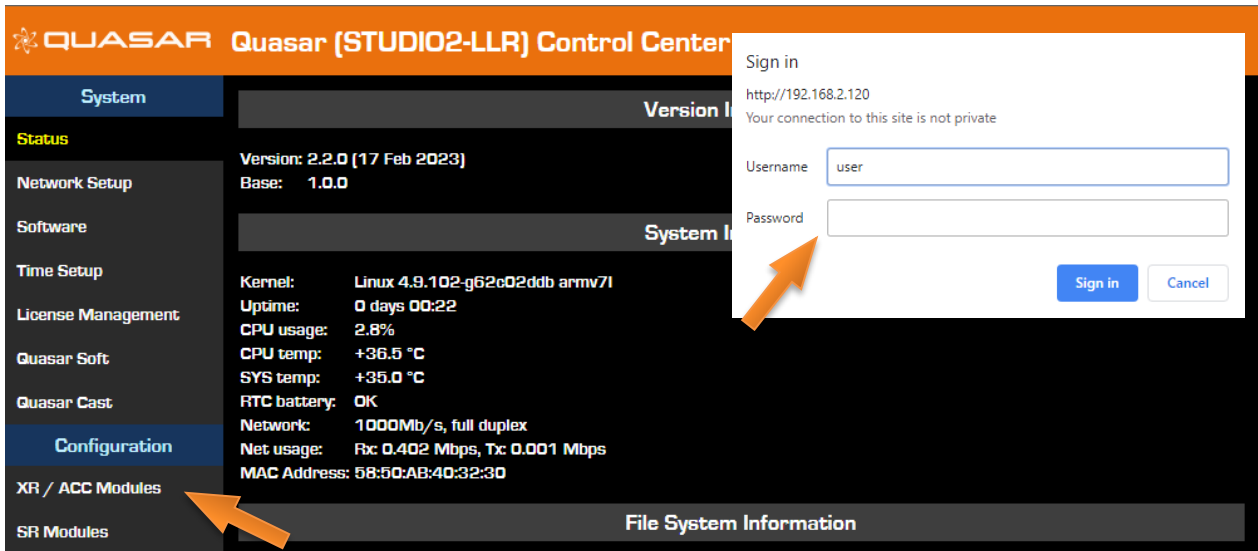 QUASAR Quasar (STUDIO2-LLR) Control Center
System
Status
Network Setup
Software
Time Setup
License Management
Quasar Soft
Quasar Cast
Configuration
XR / ACC Modules
SR Modules
Version I
Version: 2.2.0 (17 Feb 2023)
Base: 1.0.0
System I
Kernel: Linux 4.9.102-g62c02ddb armv7l
Uptime: 0 days 00:22
CPU usage: 2.8%
CPU temp: +36.5 °C
SYS temp: +35.0 °C
RTC battery: OK
Network: 1000Mb/s, full duplex
Net usage: Rx: 0.402 Mbps, Tx: 0.001 Mbps
MAC Address: 58:50:AB:40:32:30
File System Information
Sign in
http://192.168.2.120
Your connection to this site is not private
Username user
Password
Sign in Cancel